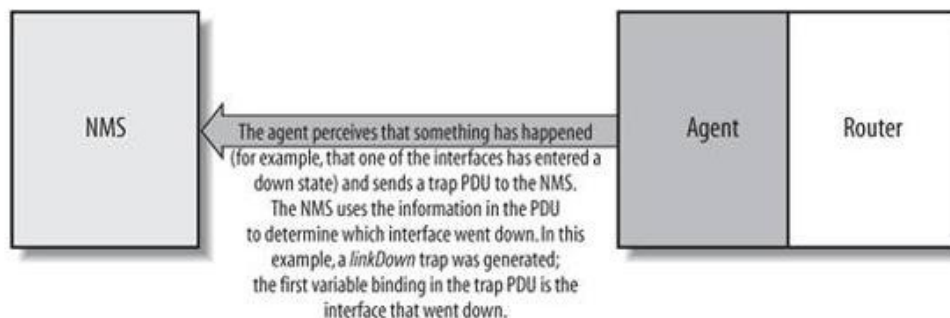 NMS
The agent perceives that something has happened
(for example, that one of the interfaces has entered a
down state) and sends a trap PDU to the NMS.
The NMS uses the information in the PDU
to determine which interface went down. In this
example, a linkDown trap was generated;
the first variable binding in the trap PDU is the
interface that went down.
Agent
Router